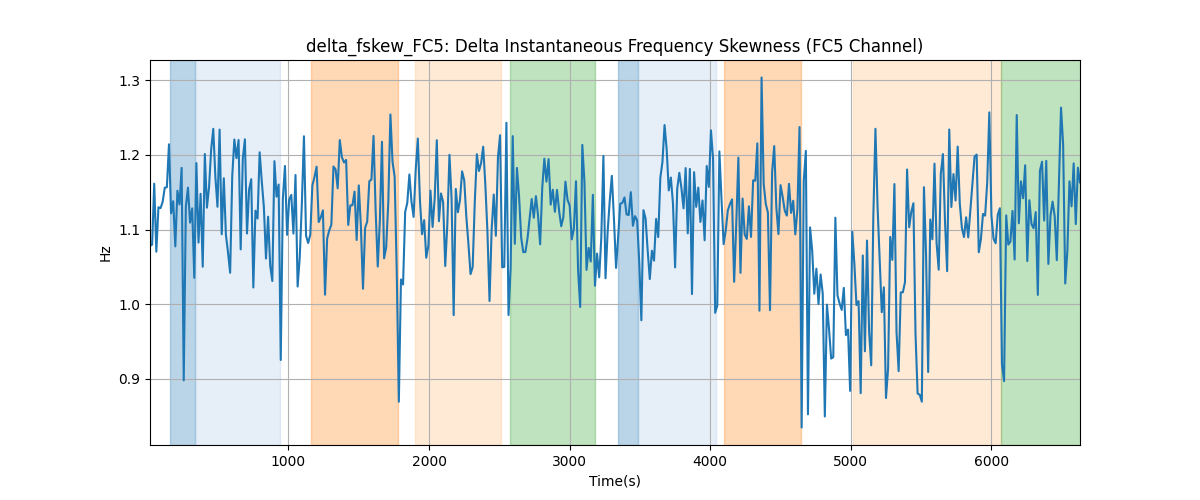 delta_fskew_FC5: Delta Instantaneous Frequency Skewness (FC5 Channel)
1.3
1.2
1.1
1.0
0.9
Hz
1000 2000 3000 4000 5000 6000
Time(s)